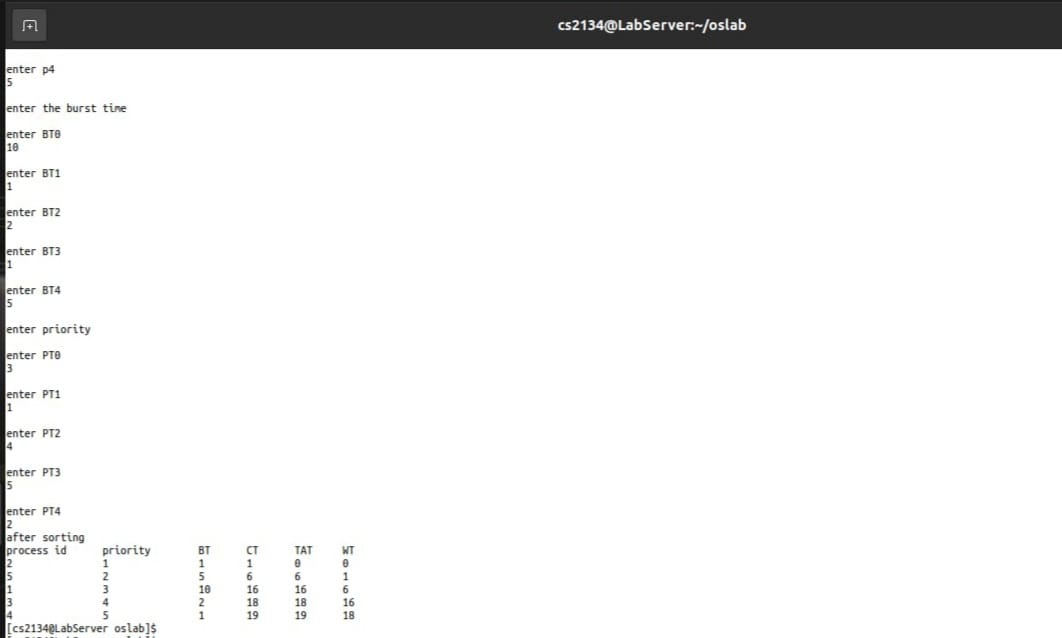 cs2134@LabServer:~/oslab
enter p4
5
enter the burst time
enter BT0
10
enter BT1
1
enter BT2
2
enter BT3
1
enter BT4
5
enter priority
enter PT0
3
enter PT1
1
enter PT2
4
enter PT3
5
enter PT4
2
after sorting
process id priority BT CT TAT WT
2 1 1 1 0 0
5 2 5 6 6 1
1 3 10 16 16 6
3 4 2 18 18 16
4 5 1 19 19 18
[cs2134@LabServer oslab]$